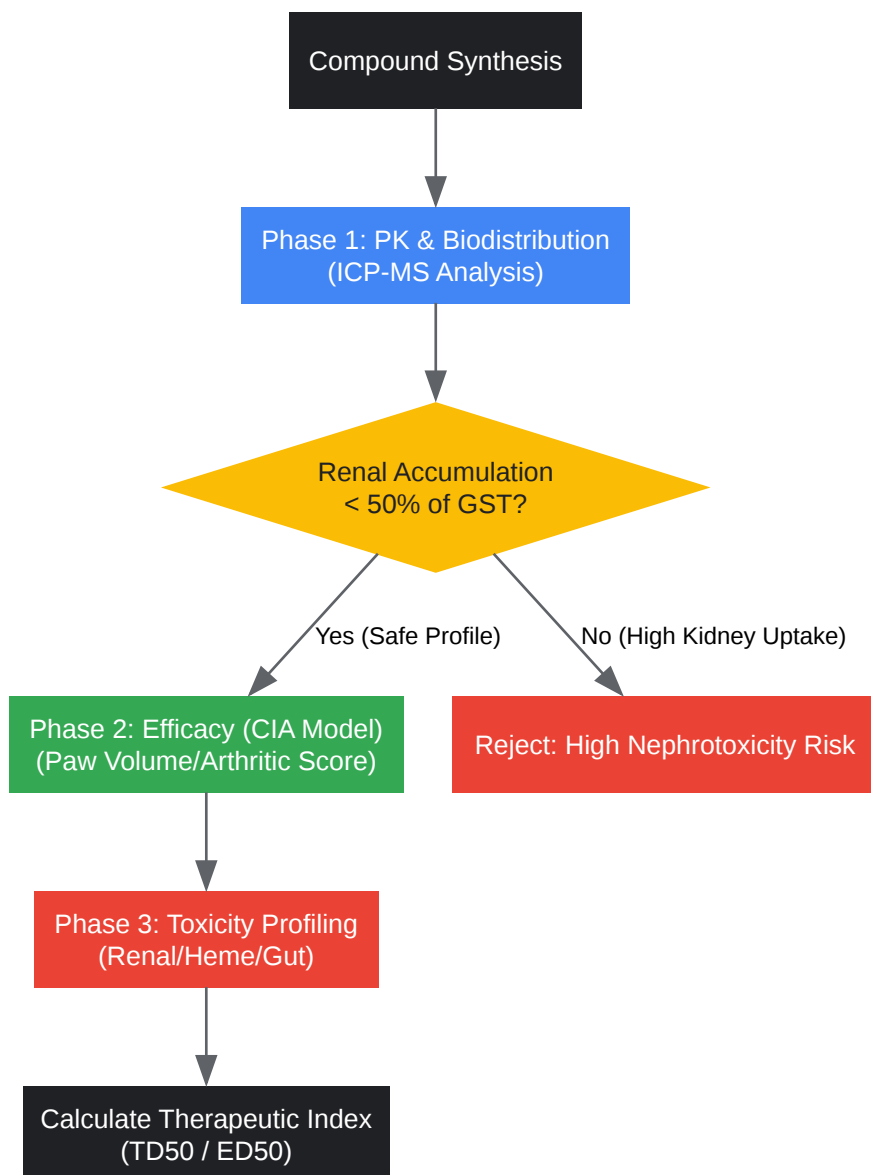 Compound Synthesis
Phase 1: PK & Biodistribution
(ICP-MS Analysis)
Renal Accumulation
< 50% of GST?
Yes (Safe Profile)
No (High Kidney Uptake)
Phase 2: Efficacy (CIA Model)
(Paw Volume/Arthritic Score)
Reject: High Nephrotoxicity Risk
Phase 3: Toxicity Profiling
(Renal/Heme/Gut)
Calculate Therapeutic Index
(TD50 / ED50)